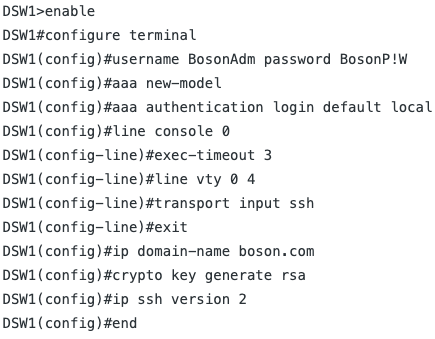 DSW1>enable
DSW1#configure terminal
DSW1(config)#username BosonAdm password BosonP!W
DSW1(config)#aaa new-model
DSW1(config)#aaa authentication login default local
DSW1(config)#line console 0
DSW1(config-line)#exec-timeout 3
DSW1(config-line)#line vty 0 4
DSW1(config-line)#transport input ssh
DSW1(config-line)#exit
DSW1(config)#ip domain-name boson.com
DSW1(config)#crypto key generate rsa
DSW1(config)#ip ssh version 2
DSW1(config)#end